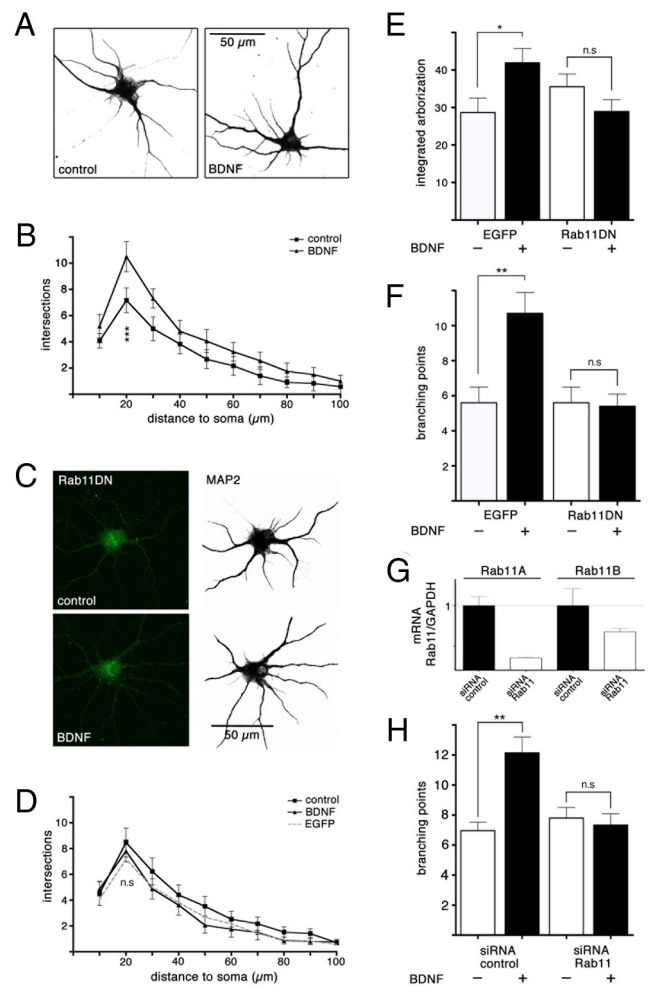 A
control
50 µm
BDNF
B
control
BDNF
intersections
10
8
6
4
2
***
20
40
60
80
100
distance to soma (µm)
C
Rab11DN
MAP2
control
BDNF
50 µm
D
control
BDNF
EGFP
intersections
10
8
6
4
2
n.s
20
40
60
80
100
distance to soma (µm)
E
integrated arborization
40
30
20
10
*
n.s
EGFP
Rab11DN
BDNF
−
+
−
+
F
branching points
10
8
6
4
2
**
n.s
EGFP
Rab11DN
BDNF
−
+
−
+
G
Rab11A
Rab11B
mRNA
Rab11/GAPDH
1
siRNA
control
siRNA
Rab11
siRNA
control
siRNA
Rab11
H
branching points
12
10
8
6
4
2
**
n.s
siRNA
control
siRNA
Rab11
BDNF
−
+
−
+